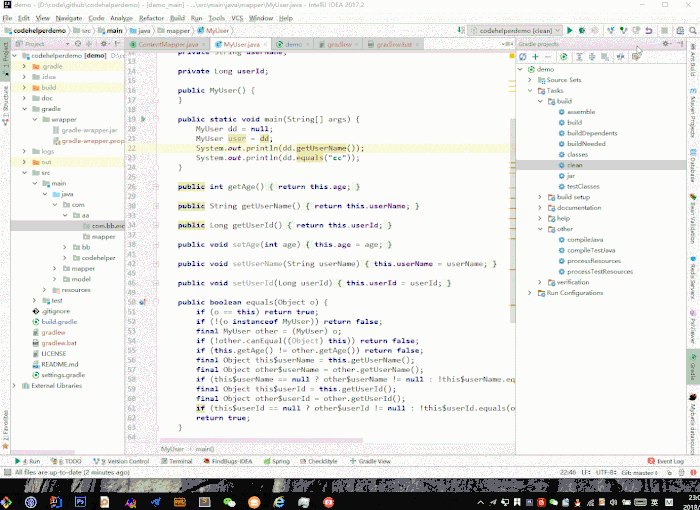 demo - [D:\code\github\codehelperdemo] - [demo_main] - ...\src\main\java\mapper\MyUser.java - IntelliJ IDEA 2017.2
File Edit View Navigate Code Analyze Refactor Build Run Tools VCS Window Help
codehelperdemo src main java mapper MyUser
codehelperdemo [clean]
Project
ContentMapper.java MyUser.java demo gradlew gradlew.bat
Gradle projects
codehelperdemo [demo]
.gradle
.idea
build
doc
gradle
wrapper
gradle-wrapper.jar
gradle-wrapper.prop
logs
out
src
main
java
com
aa
com.bb.mo
mapper
bb
codehelper
mapper
model
resources
test
.gitignore
build.gradle
gradlew
gradlew.bat
LICENSE
README.md
settings.gradle
External Libraries
private String userName;
private Long userId;
public MyUser() {
}
public static void main(String[] args) {
MyUser dd = null;
MyUser user = dd;
System.out.println(dd.getUserName());
System.out.println(dd.equals("cc"));
}
public int getAge() { return this.age; }
public String getUserName() { return this.userName; }
public Long getUserId() { return this.userId; }
public void setAge(int age) { this.age = age; }
public void setUserName(String userName) { this.userName = userName; }
public void setUserId(Long userId) { this.userId = userId; }
public boolean equals(Object o) {
if (o == this) return true;
if (!(o instanceof MyUser)) return false;
final MyUser other = (MyUser) o;
if (!other.canEqual((Object) this)) return false;
if (this.getAge() != other.getAge()) return false;
final Object this$userName = this.getUserName();
final Object other$userName = other.getUserName();
if (this$userName == null ? other$userName != null : !this$userName.eq
final Object this$userId = this.getUserId();
final Object other$userId = other.getUserId();
if (this$userId == null ? other$userId != null : !this$userId.equals(o
return true;
}
MyUser main()
demo
Source Sets
Tasks
build
assemble
build
buildDependents
buildNeeded
classes
clean
jar
testClasses
build setup
documentation
help
other
compileJava
compileTestJava
processResources
processTestResources
verification
Run Configurations
1: Project
7: Structure
2: Favorites
Ant Build
Maven Projects
Database
Bean Validation
Redis Servers
Gradle
4: Run 6: TODO 9: Version Control Terminal FindBugs-IDEA Spring CheckStyle Gradle View
Event Log
All files are up-to-date (2 minutes ago)
22:46 LF÷ UTF-8÷ Git: master÷